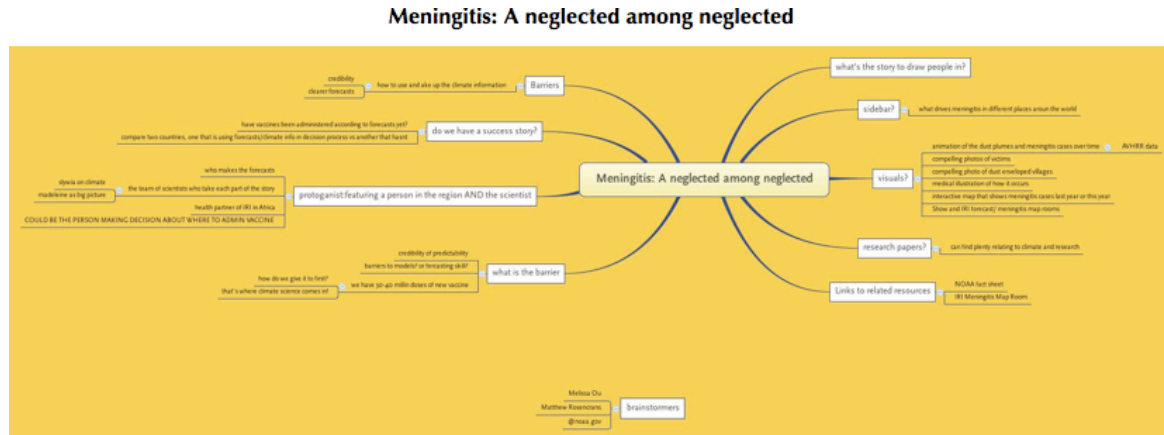 Meningitis: A neglected among neglected
Meningitis: A neglected among neglected
Barriers
how to use and ake up the climate information
credibility
clearer forecasts
do we have a success story?
have vaccines been administered according to forecasts yet?
compare two countries, one that is using forecasts/climate info in decision process vs another that hasnt
protoganist:featuring a person in the region AND the scientist
who makes the forecasts
the team of scientists who take each part of the story
slywia on climate
madeleine as big picture
health partner of IRI in Africa
COULD BE THE PERSON MAKING DECISION ABOUT WHERE TO ADMIN VACCINE
what is the barrier
credibility of predictability
barriers to models? or forcasting skill?
we have 30-40 millin doses of new vaccine
how do we give it to first?
that's where climate science comes in!
what's the story to draw people in?
sidebar?
what drives meningitis in different places aroun the world
visuals?
animation of the dust plumes and meningitis cases over time
AVHRR data
compelling photos of victims
compelling photo of dust enveloped villages
medical illustration of how it occurs
interactive map that shows meningitis cases last year or this year
Show and IRI forecast/ meningitis map rooms
research papers?
can find plenty relating to climate and research
Links to related resources
NOAA fact sheet
IRI Meningitis Map Room
brainstormers
Melissa Ou
Matthew Rosencrans
@noaa.gov